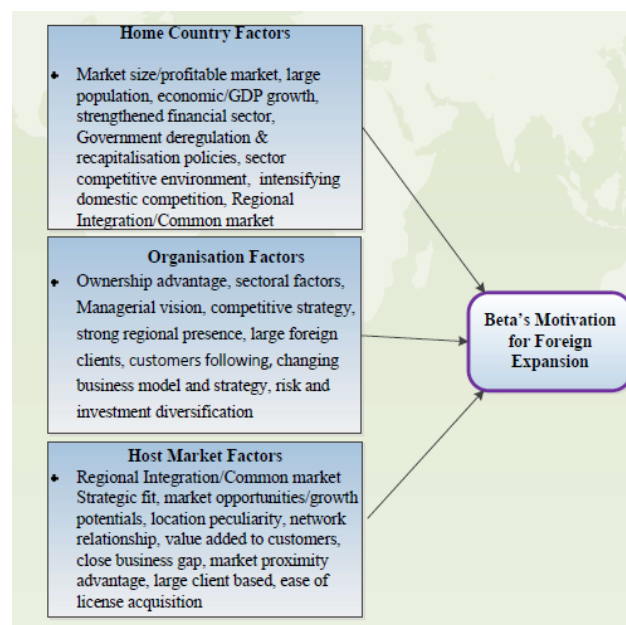 Home Country Factors
Market size/profitable market, large
population, economic/GDP growth,
strengthened financial sector,
Government deregulation &
recapitalisation policies, sector
competitive environment, intensifying
domestic competition, Regional
Integration/Common market
Organisation Factors
Ownership advantage, sectoral factors,
Managerial vision, competitive strategy,
strong regional presence, large foreign
clients, customers following, changing
business model and strategy, risk and
investment diversification
Host Market Factors
Regional Integration/Common market
Strategic fit, market opportunities/growth
potentials, location peculiarity, network
relationship, value added to customers,
close business gap, market proximity
advantage, large client based, ease of
license acquisition
Beta’s Motivation
for Foreign
Expansion